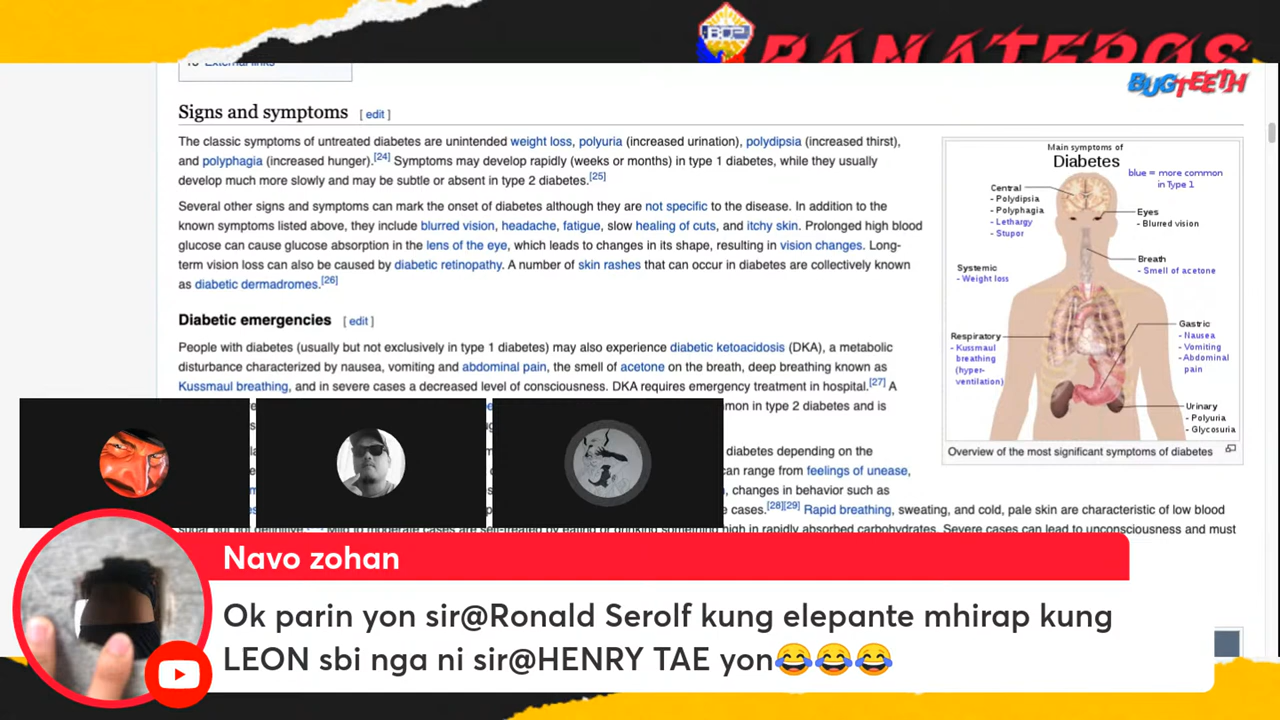 BANATEROS
BUGTEETH
External links
Signs and symptoms [ edit ]
The classic symptoms of untreated diabetes are unintended weight loss, polyuria (increased urination), polydipsia (increased thirst),
and polyphagia (increased hunger).[24] Symptoms may develop rapidly (weeks or months) in type 1 diabetes, while they usually
develop much more slowly and may be subtle or absent in type 2 diabetes.[25]
Several other signs and symptoms can mark the onset of diabetes although they are not specific to the disease. In addition to the
known symptoms listed above, they include blurred vision, headache, fatigue, slow healing of cuts, and itchy skin. Prolonged high blood
glucose can cause glucose absorption in the lens of the eye, which leads to changes in its shape, resulting in vision changes. Long-
term vision loss can also be caused by diabetic retinopathy. A number of skin rashes that can occur in diabetes are collectively known
as diabetic dermadromes.[26]
Diabetic emergencies [ edit ]
People with diabetes (usually but not exclusively in type 1 diabetes) may also experience diabetic ketoacidosis (DKA), a metabolic
disturbance characterized by nausea, vomiting and abdominal pain, the smell of acetone on the breath, deep breathing known as
Kussmaul breathing, and in severe cases a decreased level of consciousness. DKA requires emergency treatment in hospital.[27] A
in type 2 diabetes and is
diabetes depending on the
can range from feelings of unease,
, changes in behavior such as
cases.[28][29] Rapid breathing, sweating, and cold, pale skin are characteristic of low blood
in rapidly absorbed carbohydrates. Severe cases can lead to unconsciousness and must
Main symptoms of
Diabetes
blue = more common
in Type 1
Central
- Polydipsia
- Polyphagia
- Lethargy
- Stupor
Eyes
- Blurred vision
Breath
- Smell of acetone
Systemic
- Weight loss
Respiratory
- Kussmaul
breathing
(hyper-
ventilation)
Gastric
- Nausea
- Vomiting
- Abdominal
pain
Urinary
- Polyuria
- Glycosuria
Overview of the most significant symptoms of diabetes
Navo zohan
Ok parin yon sir@Ronald Serolf kung elepante mhirap kung
LEON sbi nga ni sir@HENRY TAE yon😂😂😂